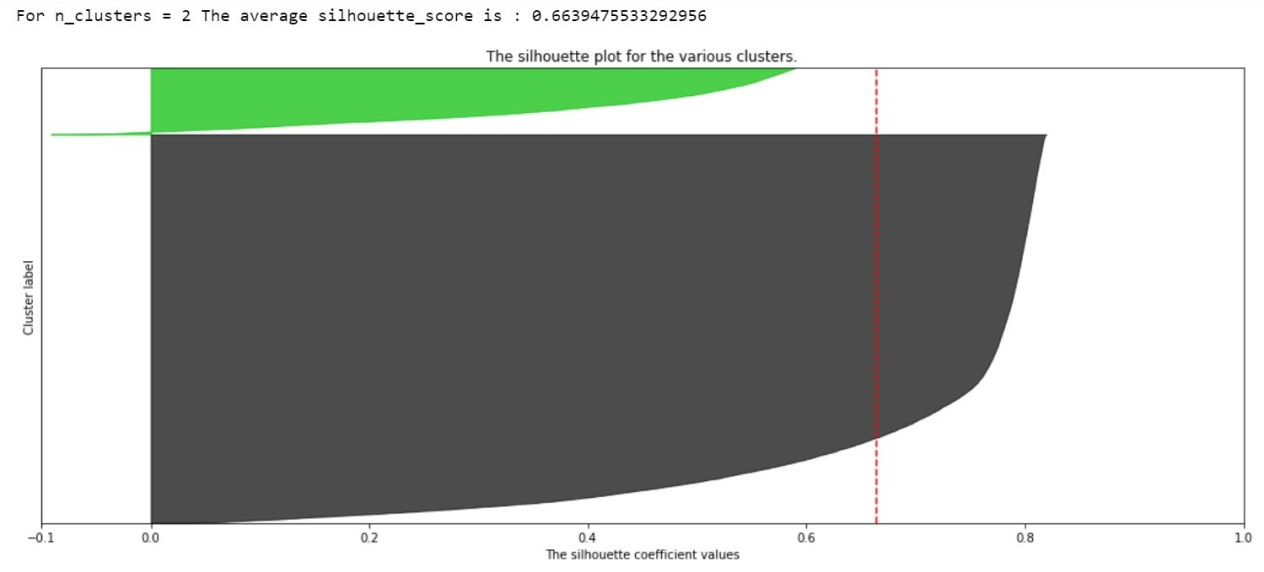 For n_clusters = 2 The average silhouette_score is : 0.6639475533292956
The silhouette plot for the various clusters.
Cluster label
−0.1 0.0 0.2 0.4 0.6 0.8 1.0
The silhouette coefficient values